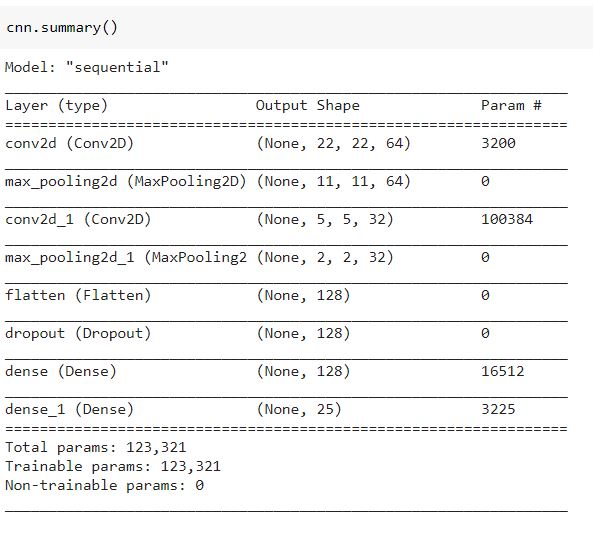 cnn.summary()
Model: "sequential"
Layer (type) Output Shape Param #
conv2d (Conv2D) (None, 22, 22, 64) 3200
max_pooling2d (MaxPooling2D) (None, 11, 11, 64) 0
conv2d_1 (Conv2D) (None, 5, 5, 32) 100384
max_pooling2d_1 (MaxPooling2 (None, 2, 2, 32) 0
flatten (Flatten) (None, 128) 0
dropout (Dropout) (None, 128) 0
dense (Dense) (None, 128) 16512
dense_1 (Dense) (None, 25) 3225
Total params: 123,321
Trainable params: 123,321
Non-trainable params: 0